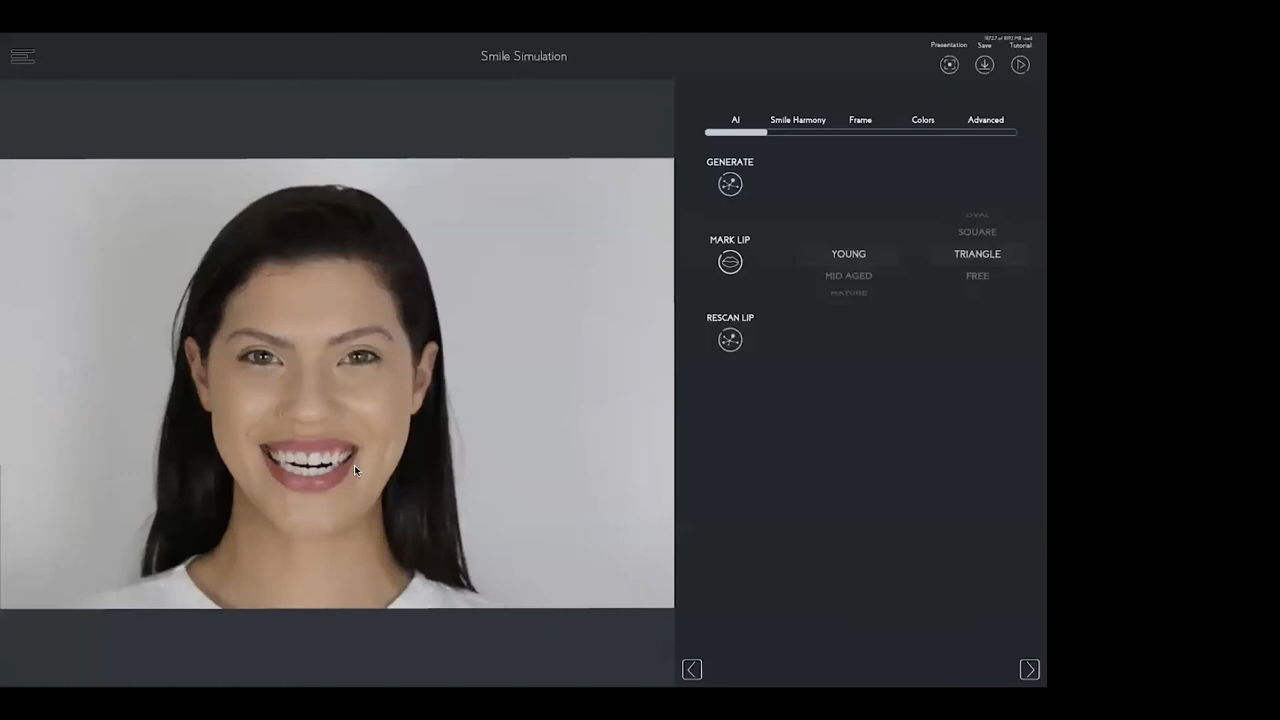 Smile Simulation
Presentation
Save
Tutorial
AI
Smile Harmony
Frame
Colors
Advanced
GENERATE
MARK LIP
RESCAN LIP
YOUNG
MID AGED
MATURE
OVAL
SQUARE
TRIANGLE
FREE